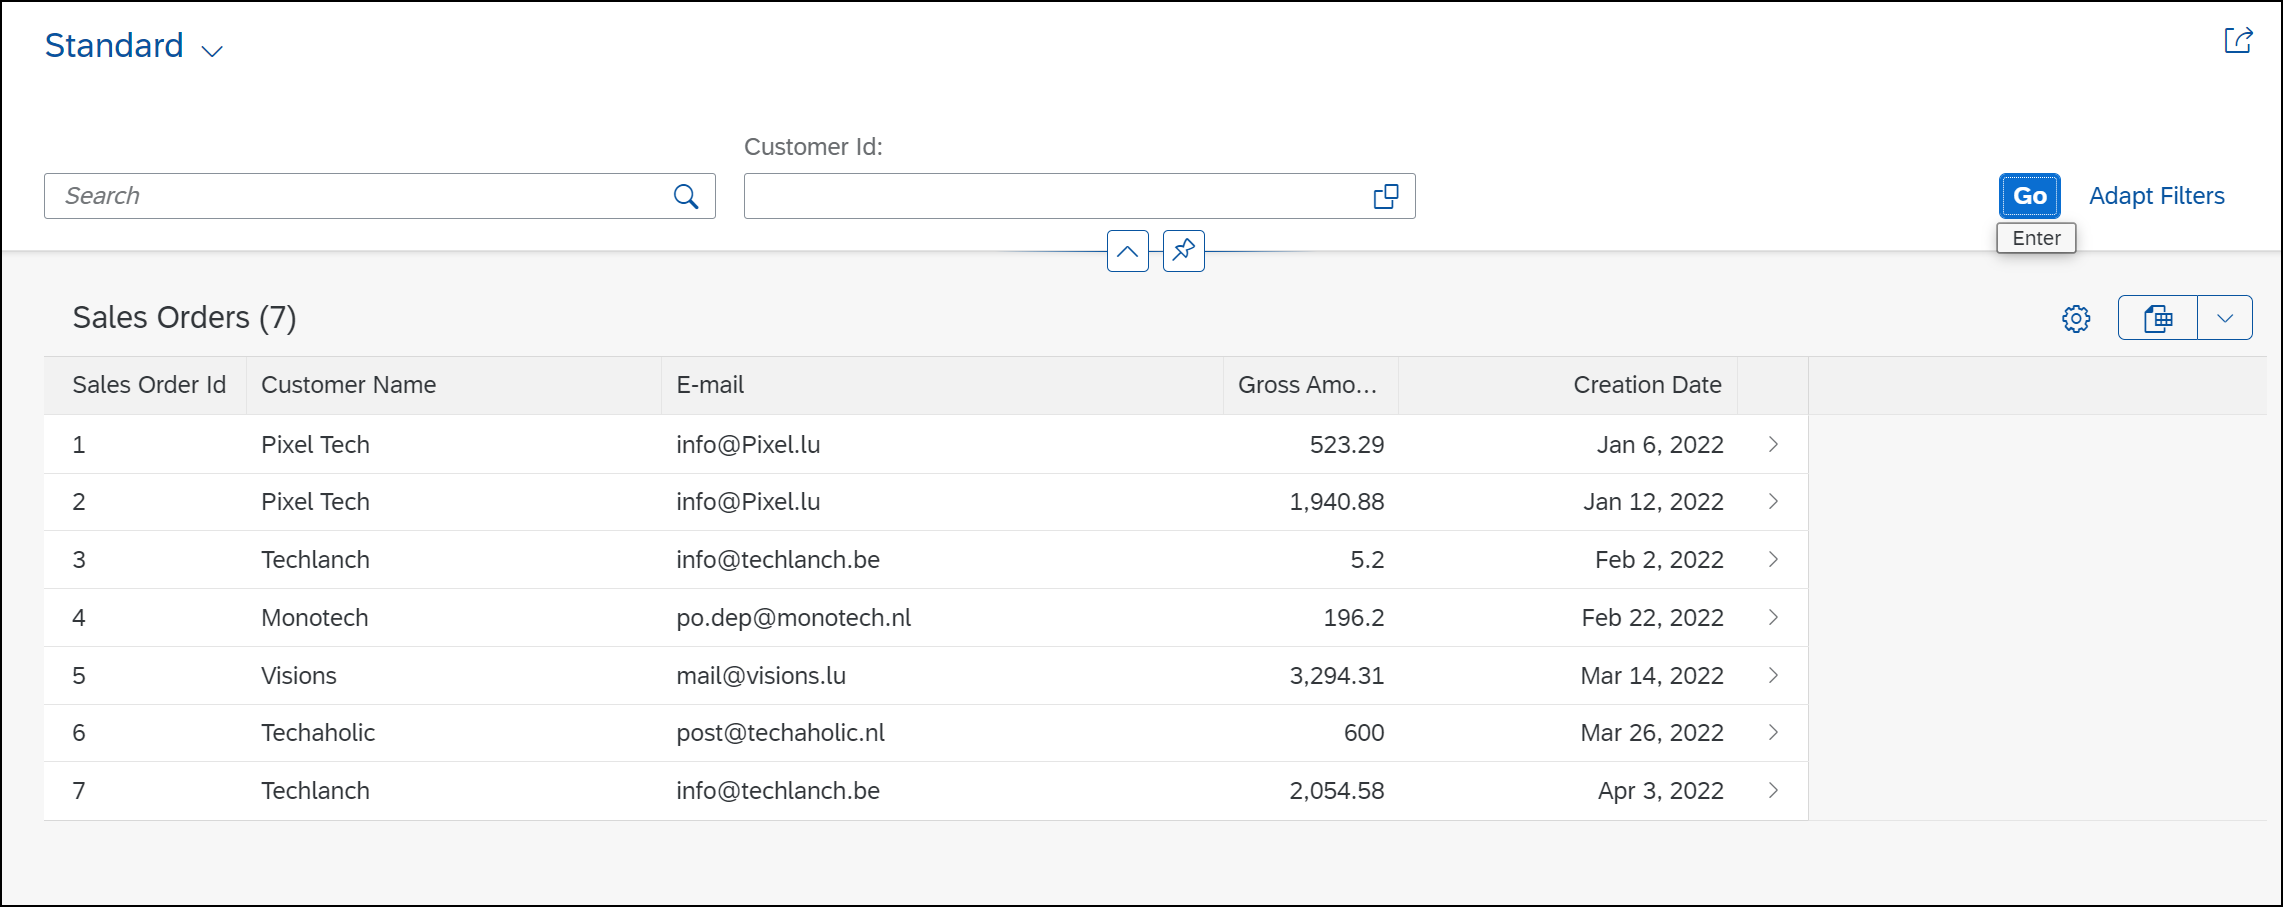 Standard
Customer Id:
Search
Go
Adapt Filters
Enter
Sales Orders (7)
Sales Order Id Customer Name E-mail Gross Amo... Creation Date
1 Pixel Tech info@Pixel.lu 523.29 Jan 6, 2022
2 Pixel Tech info@Pixel.lu 1,940.88 Jan 12, 2022
3 Techlanch info@techlanch.be 5.2 Feb 2, 2022
4 Monotech po.dep@monotech.nl 196.2 Feb 22, 2022
5 Visions mail@visions.lu 3,294.31 Mar 14, 2022
6 Techaholic post@techaholic.nl 600 Mar 26, 2022
7 Techlanch info@techlanch.be 2,054.58 Apr 3, 2022